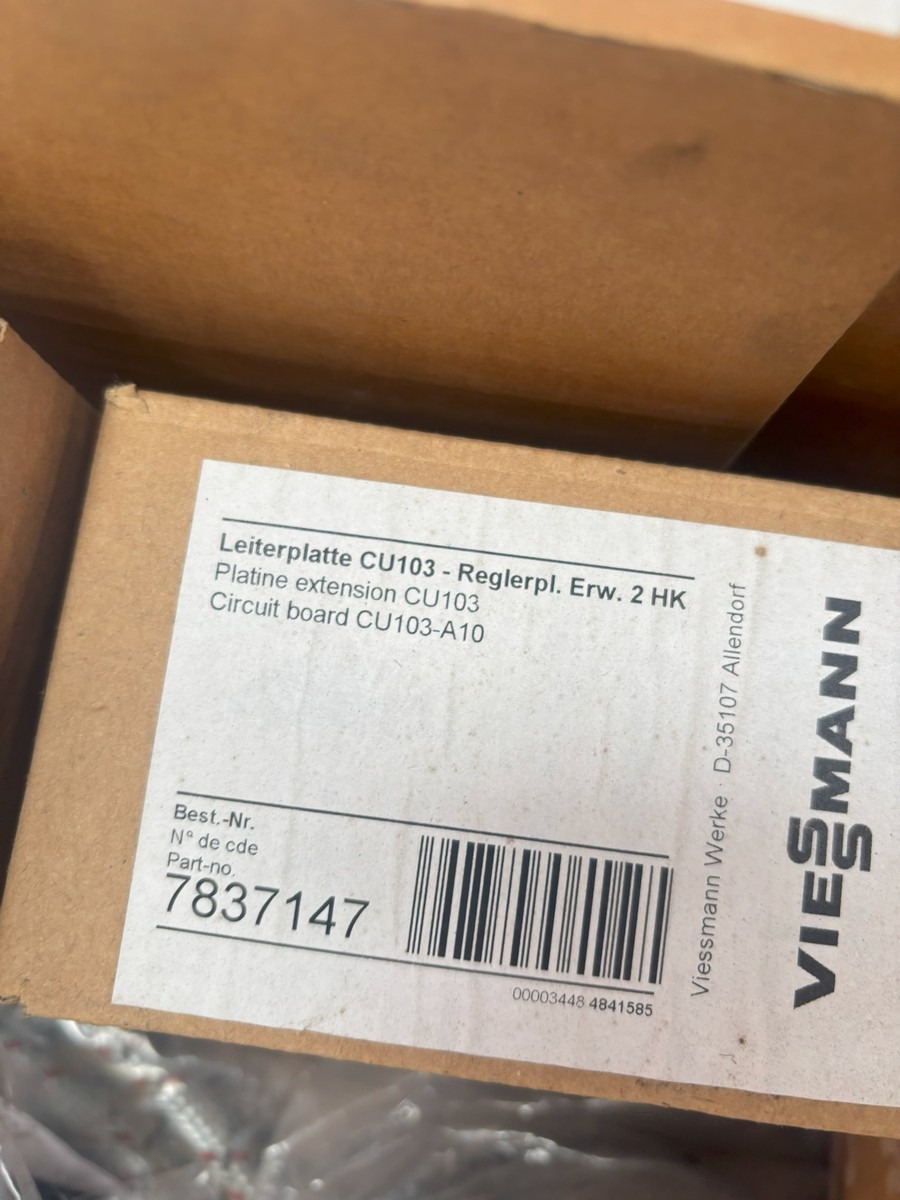 Leiterplatte CU103 - Reglerpl. Erw. 2 HK
Platine extension CU103
Circuit board CU103-A10
Best.-Nr.
N° de cde
Part-no.
7837147
00003448 4841585
Viessmann Werke · D-35107 Allendorf
VIESSMANN